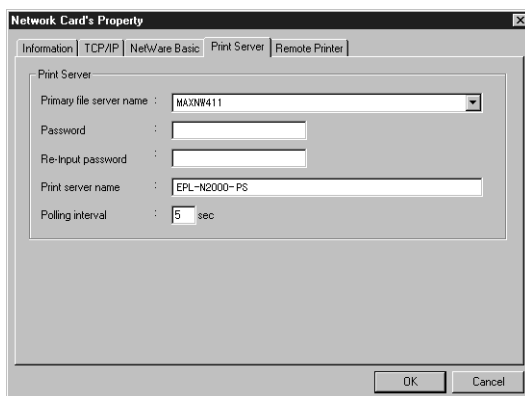 Network Card's Property
Information TCP/IP NetWare Basic Print Server Remote Printer
Print Server
Primary file server name : MAXNW411
Password :
Re-Input password :
Print server name : EPL-N2000-PS
Polling interval : 5 sec
OK Cancel